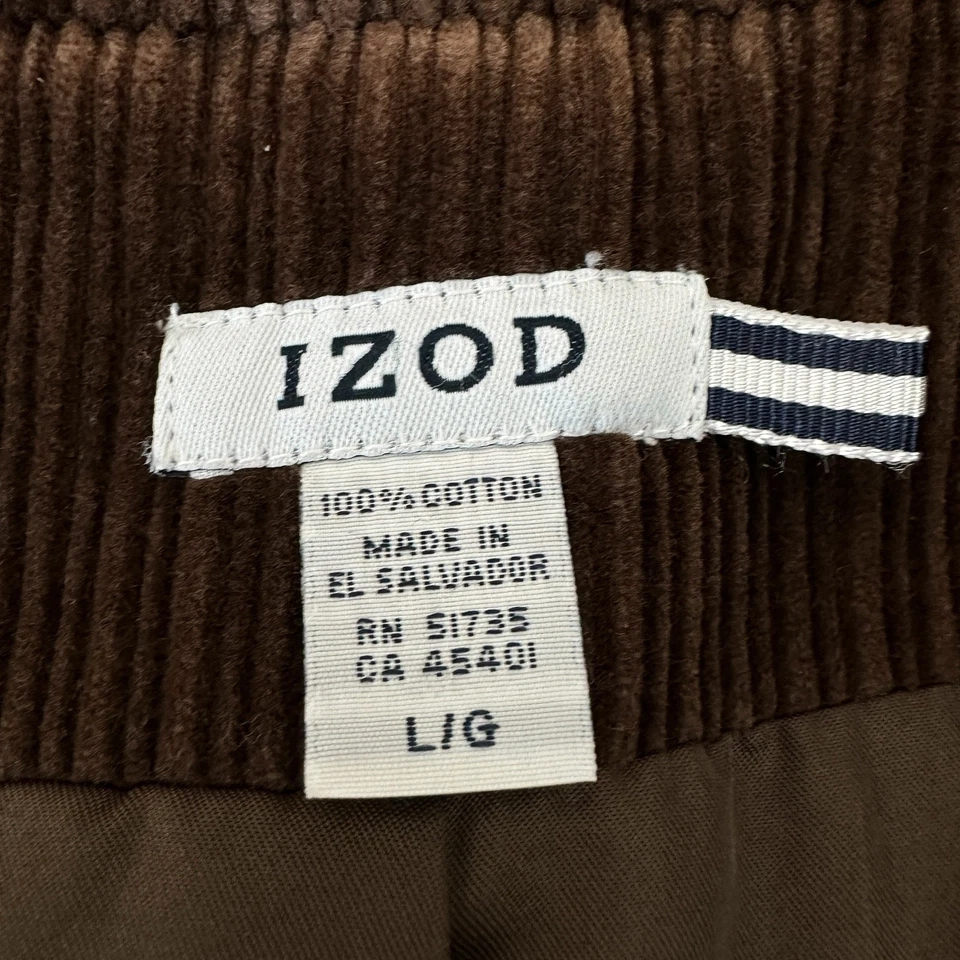 IZOD
100% COTTON
MADE IN
EL SALVADOR
RN 51735
CA 45401
L/G